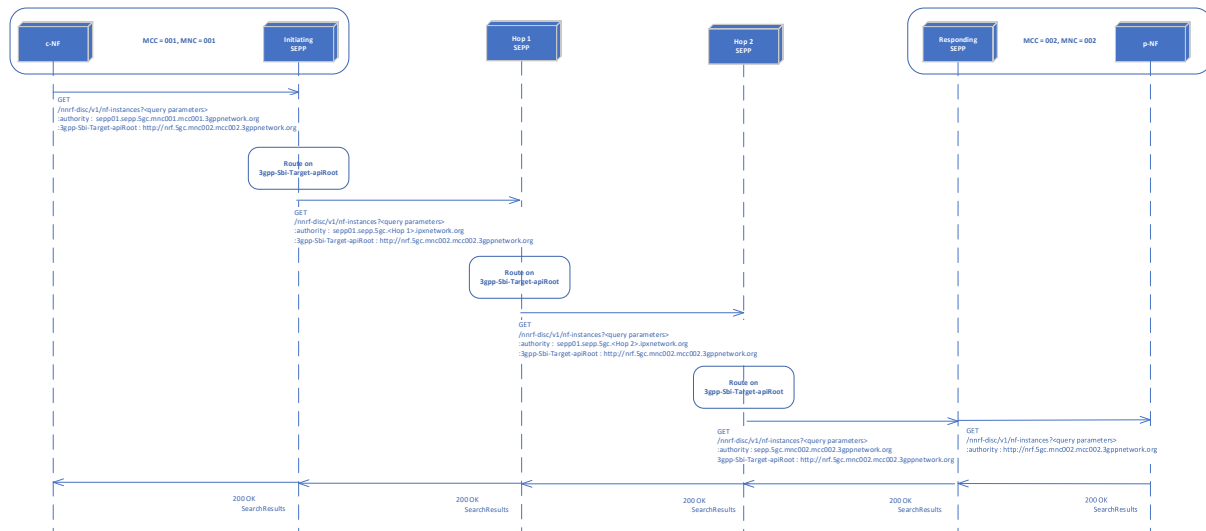 c-NF
MCC = 001, MNC = 001
Initiating
SEPP
Hop 1
SEPP
Hop 2
SEPP
Responding
SEPP
MCC = 002, MNC = 002
p-NF
GET
/nnrf-disc/v1/nf-instances?<query parameters>
:authority : sepp01.sepp.5gc.mnc001.mcc001.3gppnetwork.org
:3gpp-Sbi-Target-apiRoot : http://nrf.5gc.mnc002.mcc002.3gppnetwork.org
Route on
3gpp-Sbi-Target-apiRoot
GET
/nnrf-disc/v1/nf-instances?<query parameters>
:authority : sepp01.sepp.5gc.<Hop 1>.ipxnetwork.org
:3gpp-Sbi-Target-apiRoot : http://nrf.5gc.mnc002.mcc002.3gppnetwork.org
Route on
3gpp-Sbi-Target-apiRoot
GET
/nnrf-disc/v1/nf-instances?<query parameters>
:authority : sepp01.sepp.5gc.<Hop 2>.ipxnetwork.org
:3gpp-Sbi-Target-apiRoot : http://nrf.5gc.mnc002.mcc002.3gppnetwork.org
Route on
3gpp-Sbi-Target-apiRoot
GET
/nnrf-disc/v1/nf-instances?<query parameters>
:authority : sepp.5gc.mnc002.mcc002.3gppnetwork.org
3gpp-Sbi-Target-apiRoot : http://nrf.5gc.mnc002.mcc002.3gppnetwork.org
GET
/nnrf-disc/v1/nf-instances?<query parameters>
:authority : http://nrf.5gc.mnc002.mcc002.3gppnetwork.org
200 OK
SearchResults
200 OK
SearchResults
200 OK
SearchResults
200 OK
SearchResults
200 OK
SearchResults